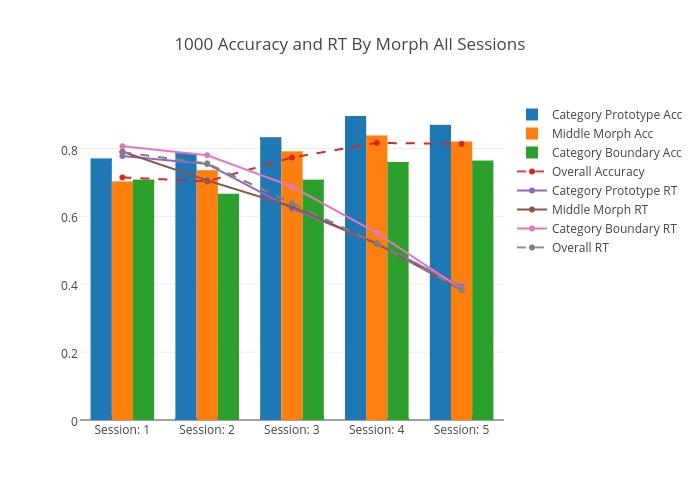 1000 Accuracy and RT By Morph All Sessions
Category Prototype Acc
Middle Morph Acc
Category Boundary Acc
Overall Accuracy
Category Prototype RT
Middle Morph RT
Category Boundary RT
Overall RT
0.8
0.6
0.4
0.2
0
Session: 1
Session: 2
Session: 3
Session: 4
Session: 5